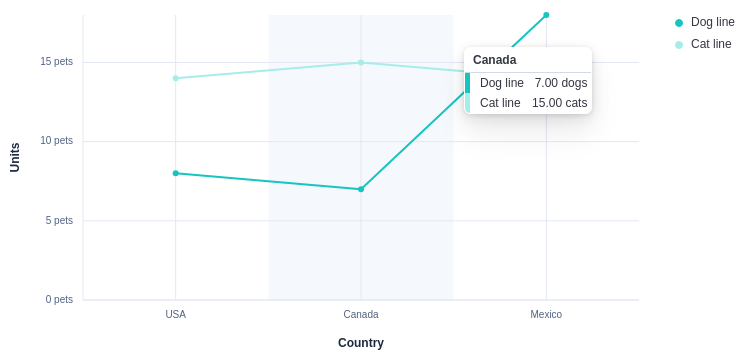 Dog line
Cat line
15 pets
10 pets
5 pets
0 pets
Units
Canada
Dog line 7.00 dogs
Cat line 15.00 cats
USA
Canada
Mexico
Country